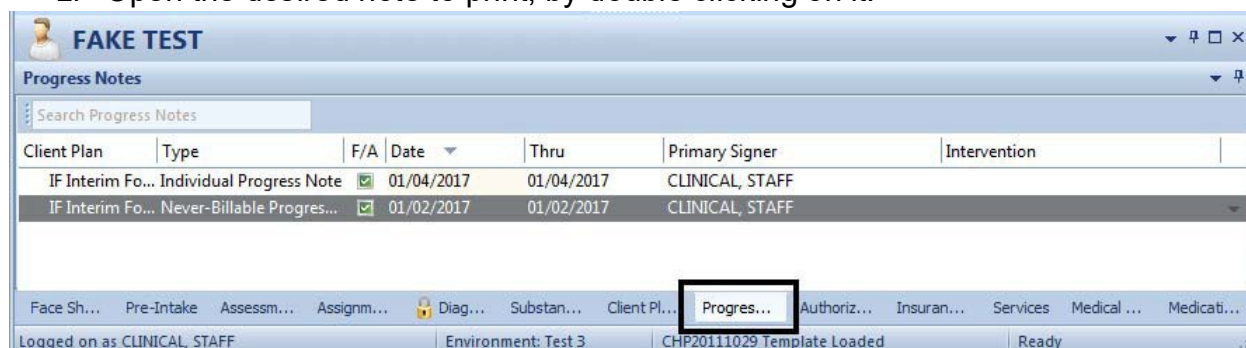 2. Open the desired note to print, by double clicking on it.
FAKE TEST
Progress Notes
Search Progress Notes
Client Plan Type F/A Date Thru Primary Signer Intervention
IF Interim Fo... Individual Progress Note 01/04/2017 01/04/2017 CLINICAL, STAFF
IF Interim Fo... Never-Billable Progres... 01/02/2017 01/02/2017 CLINICAL, STAFF
Face Sh... Pre-Intake Assessm... Assignm... Diag... Substan... Client Pl... Progres... Authoriz... Insuran... Services Medical ... Medicati...
Logged on as CLINICAL, STAFF Environment: Test 3 CHP20111029 Template Loaded Ready